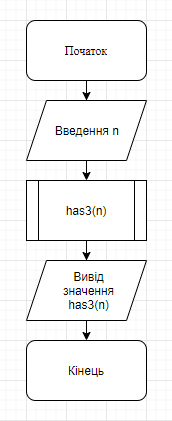 Початок
Введення n
has3(n)
Вивід
значення
has3(n)
Кінець